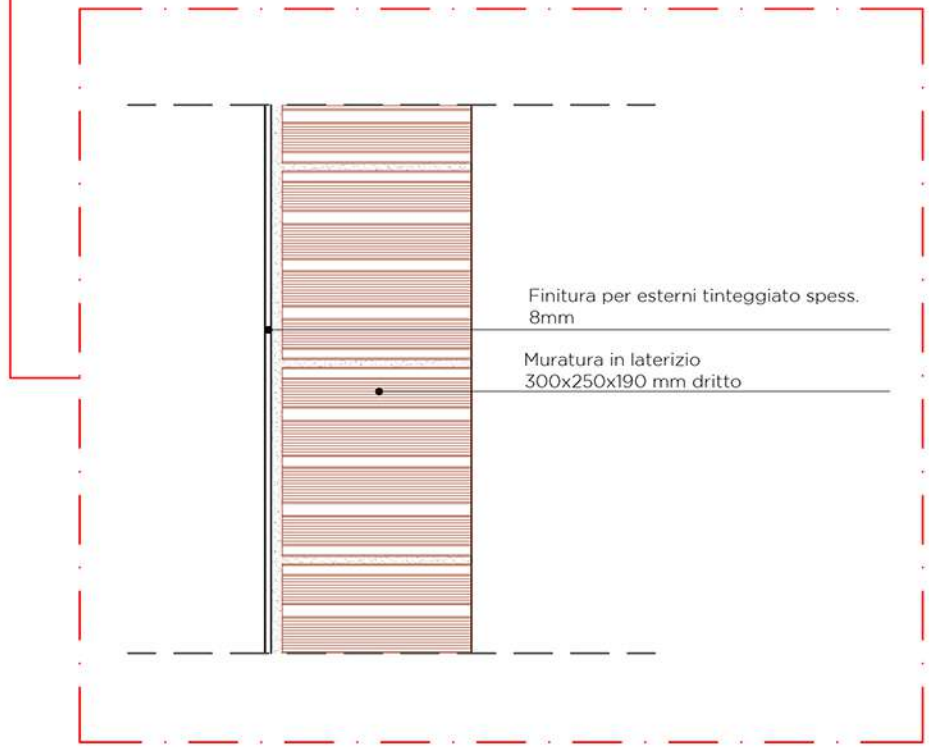 Finitura per esterni tinteggiato spess.
8mm
Muratura in laterizio
300x250x190 mm dritto